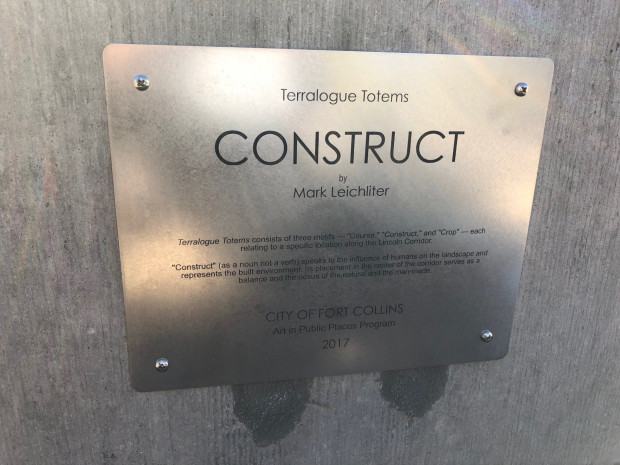 Terralogue Totems
CONSTRUCT
by
Mark Leichliter
Terralogue Totems consists of three motifs — "Course," "Construct," and "Crop" — each
relating to a specific location along the Lincoln Corridor.
"Construct" (as a noun not a verb) speaks to the influence of humans on the landscape and
represents the built environment. Its placement in the center of the corridor serves as a
balance and the locus of the natural and the man-made.
CITY OF FORT COLLINS
Art in Public Places Program
2017